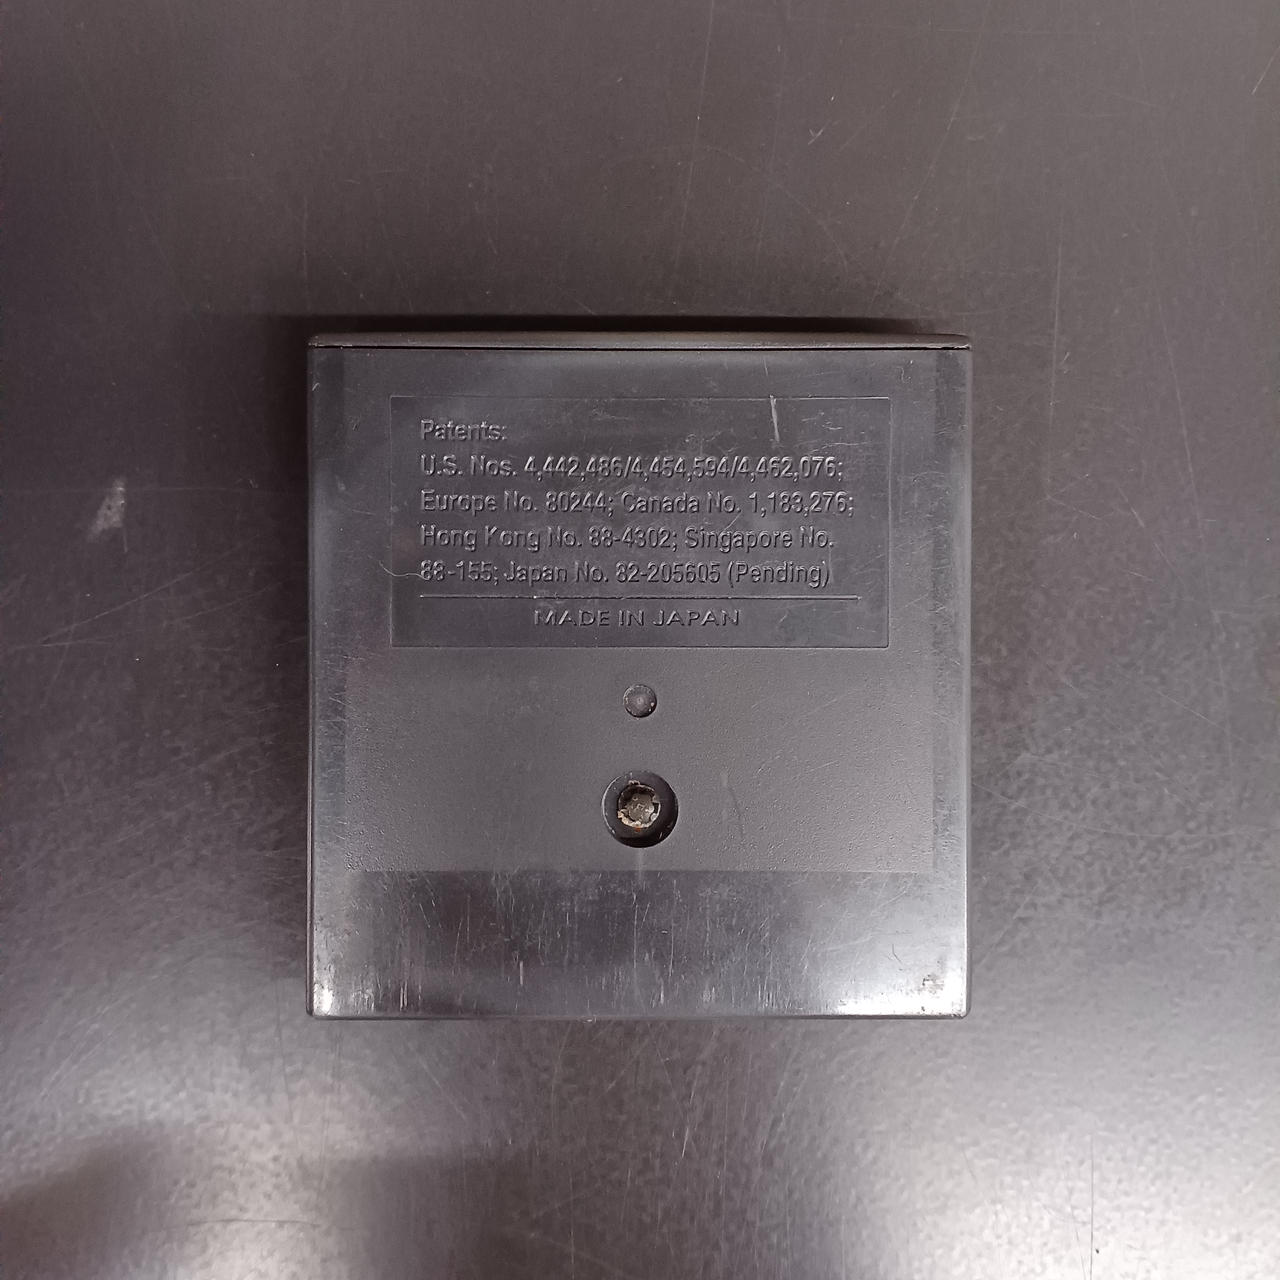 Patents:
U.S. Nos. 4,442,486/4,454,594/4,462,076;
Europe No. 80244; Canada No. 1,183,276;
Hong Kong No. 88-4302; Singapore No.
88-155; Japan No. 82-205605 (Pending)
MADE IN JAPAN